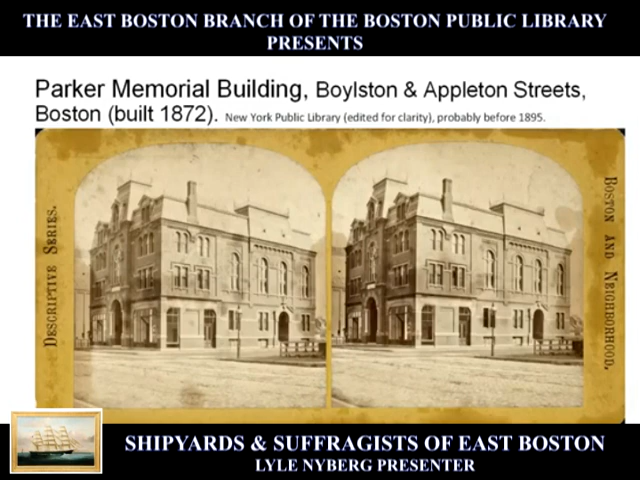 THE EAST BOSTON BRANCH OF THE BOSTON PUBLIC LIBRARY
PRESENTS
Parker Memorial Building, Boylston & Appleton Streets,
Boston (built 1872). New York Public Library (edited for clarity), probably before 1895.
DESCRIPTIVE SERIES.
BOSTON AND NEIGHBORHOOD.
SHIPYARDS & SUFFRAGISTS OF EAST BOSTON
LYLE NYBERG PRESENTER